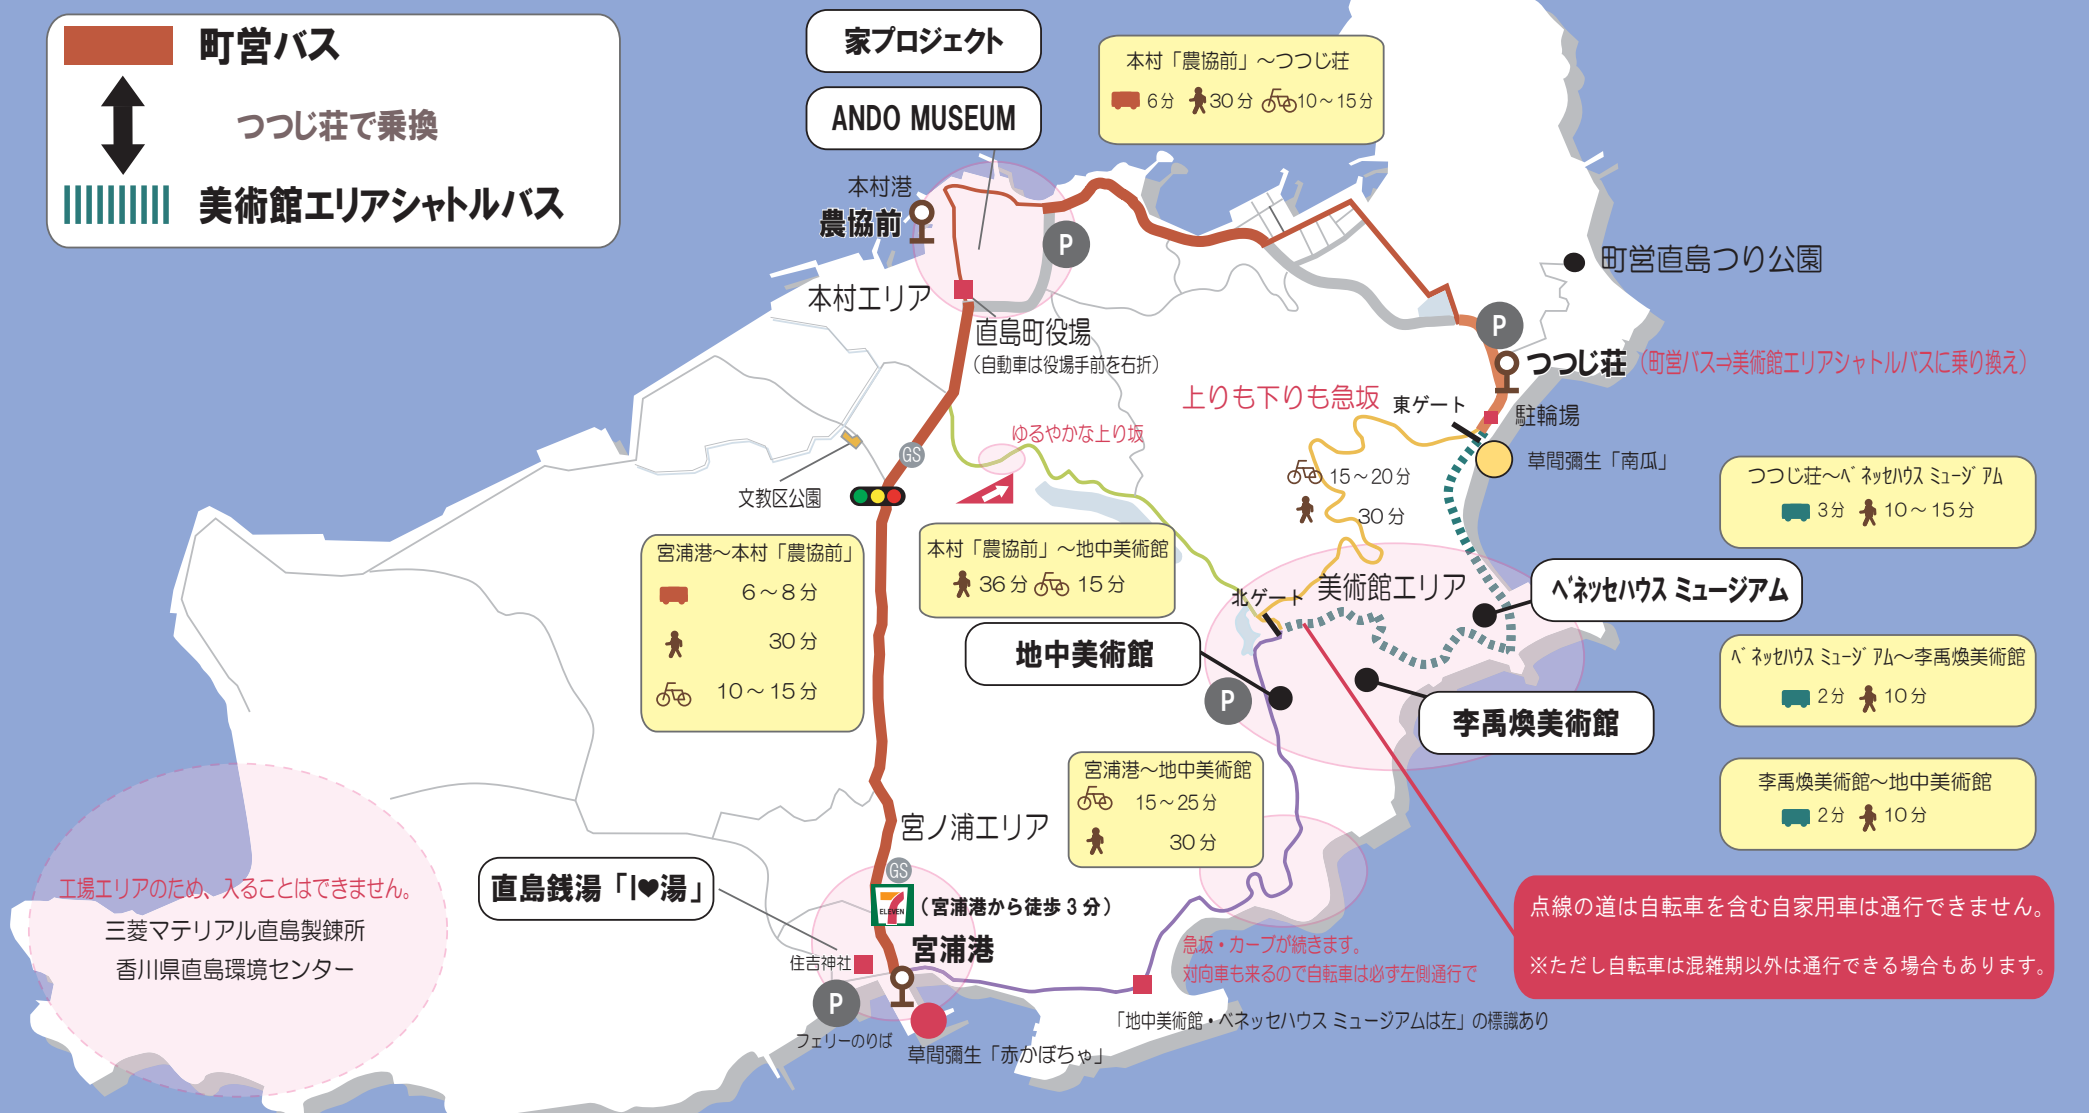 町営バス
つつじ荘で乗換
美術館エリアシャトルバス
家プロジェクト
ANDO MUSEUM
本村「農協前」～つつじ荘
6分 30分 10～15分
本村港
農協前
P
本村エリア
直島町役場
（自動車は役場手前を右折）
町営直島つり公園
P
つつじ荘
（町営バス⇒美術館エリアシャトルバスに乗り換え）
上りも下りも急坂
東ゲート
駐輪場
草間彌生「南瓜」
ゆるやかな上り坂
GS
文教区公園
15～20分
30分
つつじ荘～ベネッセハウス ミュージアム
3分 10～15分
宮浦港～本村「農協前」
6～8分
30分
10～15分
本村「農協前」～地中美術館
36分 15分
北ゲート
美術館エリア
ベネッセハウス ミュージアム
地中美術館
P
李禹煥美術館
ベネッセハウス ミュージアム～李禹煥美術館
2分 10分
宮浦港～地中美術館
15～25分
30分
李禹煥美術館～地中美術館
2分 10分
宮ノ浦エリア
GS
直島銭湯「I♥湯」
7
ELEVEN
（宮浦港から徒歩3分）
宮浦港
住吉神社
P
フェリーのりば
草間彌生「赤かぼちゃ」
工場エリアのため、入ることはできません。
三菱マテリアル直島製錬所
香川県直島環境センター
急坂・カーブが続きます。
対向車も来るので自転車は必ず左側通行で
「地中美術館・ベネッセハウス ミュージアムは左」の標識あり
点線の道は自転車を含む自家用車は通行できません。
※ただし自転車は混雑期以外は通行できる場合もあります。